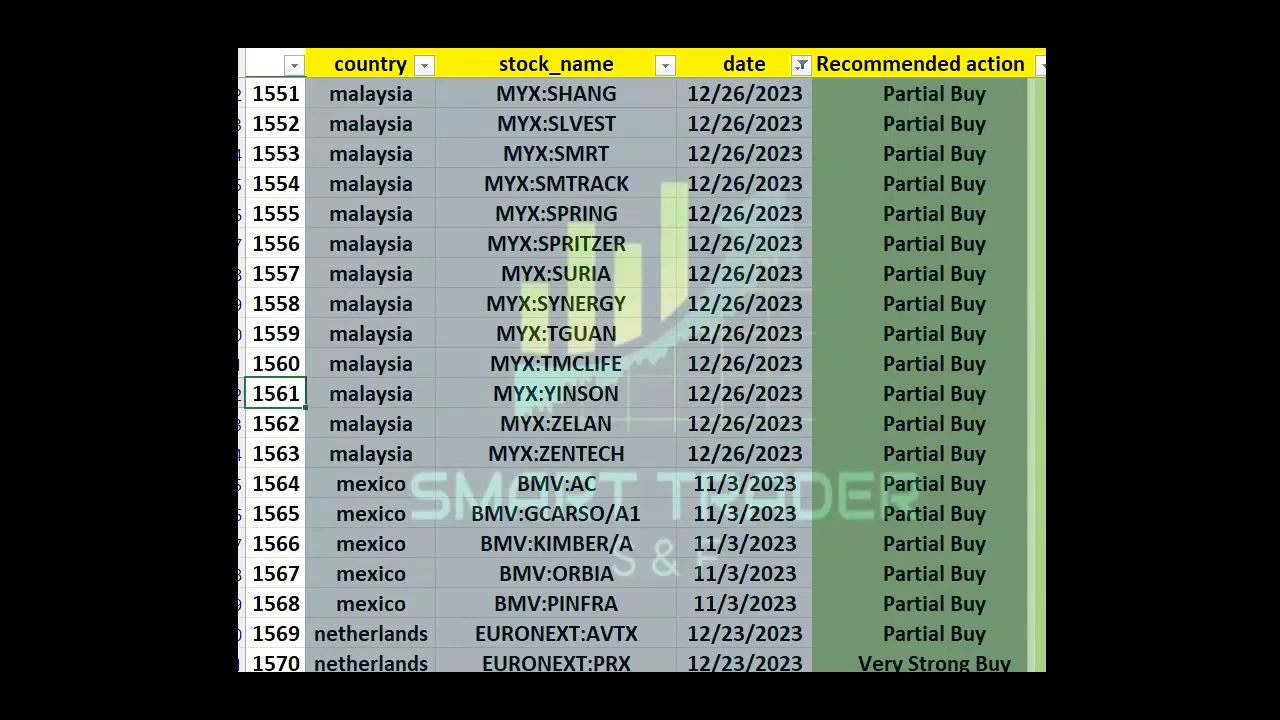 country stock_name date Recommended action
1551 malaysia MYX:SHANG 12/26/2023 Partial Buy
1552 malaysia MYX:SLVEST 12/26/2023 Partial Buy
1553 malaysia MYX:SMRT 12/26/2023 Partial Buy
1554 malaysia MYX:SMTRACK 12/26/2023 Partial Buy
1555 malaysia MYX:SPRING 12/26/2023 Partial Buy
1556 malaysia MYX:SPRITZER 12/26/2023 Partial Buy
1557 malaysia MYX:SURIA 12/26/2023 Partial Buy
1558 malaysia MYX:SYNERGY 12/26/2023 Partial Buy
1559 malaysia MYX:TGUAN 12/26/2023 Partial Buy
1560 malaysia MYX:TMCLIFE 12/26/2023 Partial Buy
1561 malaysia MYX:YINSON 12/26/2023 Partial Buy
1562 malaysia MYX:ZELAN 12/26/2023 Partial Buy
1563 malaysia MYX:ZENTECH 12/26/2023 Partial Buy
1564 mexico BMV:AC 11/3/2023 Partial Buy
1565 mexico BMV:GCARSO/A1 11/3/2023 Partial Buy
1566 mexico BMV:KIMBER/A 11/3/2023 Partial Buy
1567 mexico BMV:ORBIA 11/3/2023 Partial Buy
1568 mexico BMV:PINFRA 11/3/2023 Partial Buy
1569 netherlands EURONEXT:AVTX 12/23/2023 Partial Buy
1570 netherlands EURONEXT:PRX 12/23/2023 Very Strong Buy
SMART TRADER
S & F